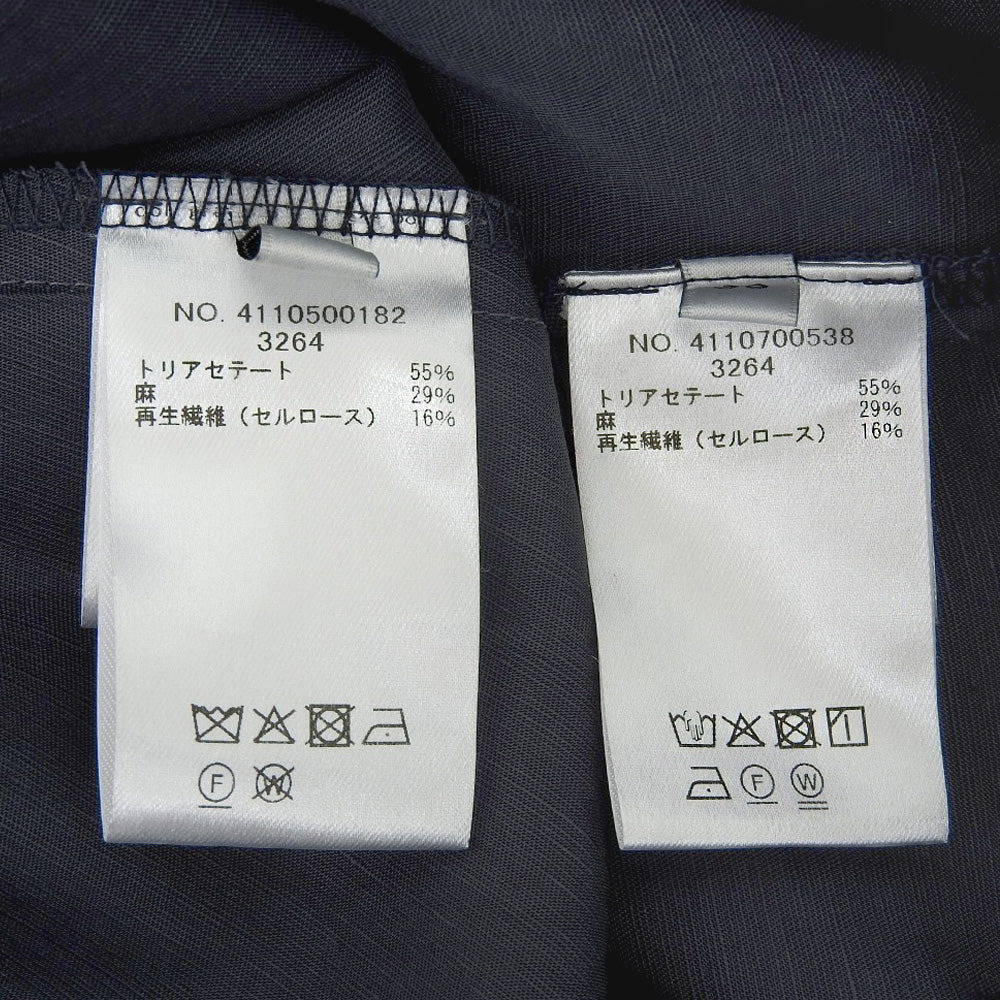 NO. 4110500182
3264
トリアセテート 55%
麻 29%
再生繊維（セルロース） 16%
F W
NO. 4110700538
3264
トリアセテート 55%
麻 29%
再生繊維（セルロース） 16%
F W